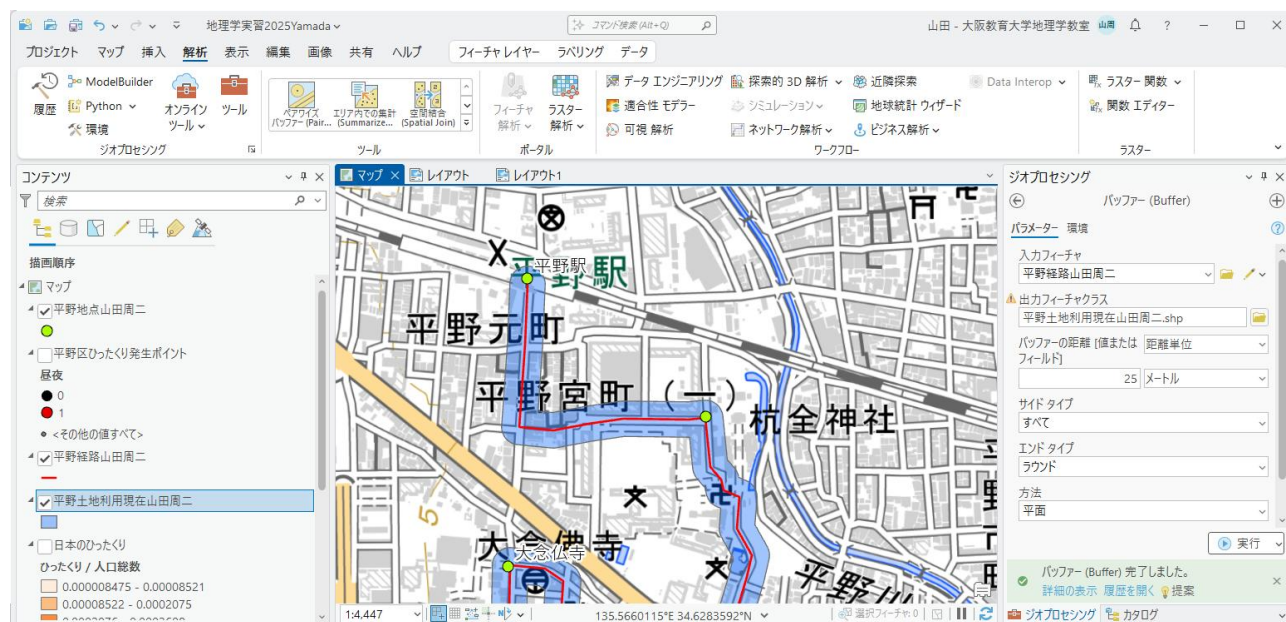 地理学実習2025Yamada
コマンド検索 (Alt+Q)
山田 - 大阪教育大学地理学教室
山周
?
プロジェクト マップ 挿入 解析 表示 編集 画像 共有 ヘルプ フィーチャ レイヤー ラベリング データ
履歴
ModelBuilder
Python
環境
オンライン
ツール
ツール
ジオプロセシング
ペアワイズ
バッファー (Pair...
エリア内での集計
(Summarize...
空間結合
(Spatial Join)
ツール
フィーチャ
解析
ラスター
解析
ポータル
データ エンジニアリング 探索的 3D 解析 近隣探索 Data Interop
適合性 モデラー シミュレーション 地球統計 ウィザード
可視 解析 ネットワーク解析 ビジネス解析
ワークフロー
ラスター 関数
関数 エディター
ラスター
コンテンツ
検索
描画順序
マップ
平野地点山田周二
平野区ひったくり発生ポイント
昼夜
0
1
<その他の値すべて>
平野経路山田周二
平野土地利用現在山田周二
日本のひったくり
ひったくり / 人口総数
0.000008475 - 0.00008521
0.00008522 - 0.0002075
マップ レイアウト レイアウト1
平野駅
平野駅
平野元町
平野宮町(一)
杭全神社
5
大念佛寺
大念仏寺
平野川
1:4,447
135.5660115°E 34.6283592°N
選択フィーチャ: 0
ジオプロセシング
バッファー (Buffer)
パラメーター 環境
入力フィーチャ
平野経路山田周二
出力フィーチャクラス
平野土地利用現在山田周二.shp
バッファーの距離 [値または
フィールド]
距離単位
25 メートル
サイド タイプ
すべて
エンド タイプ
ラウンド
方法
平面
実行
バッファー (Buffer) 完了しました。
詳細の表示 履歴を開く 提案
ジオプロセシング カタログ